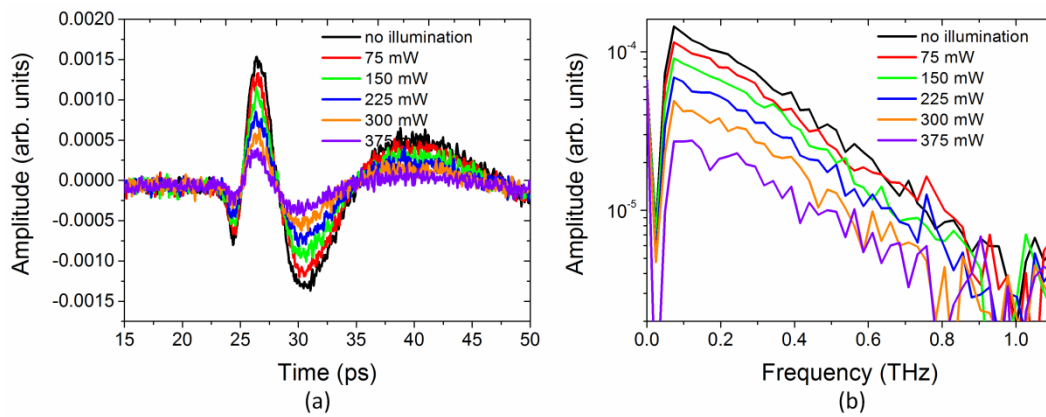 0.0020
0.0015
0.0010
0.0005
0.0000
-0.0005
-0.0010
-0.0015
Amplitude (arb. units)
no illumination
75 mW
150 mW
225 mW
300 mW
375 mW
15 20 25 30 35 40 45 50
Time (ps)
(a)
10-4
10-5
Amplitude (arb. units)
no illumination
75 mW
150 mW
225 mW
300 mW
375 mW
0.0 0.2 0.4 0.6 0.8 1.0
Frequency (THz)
(b)